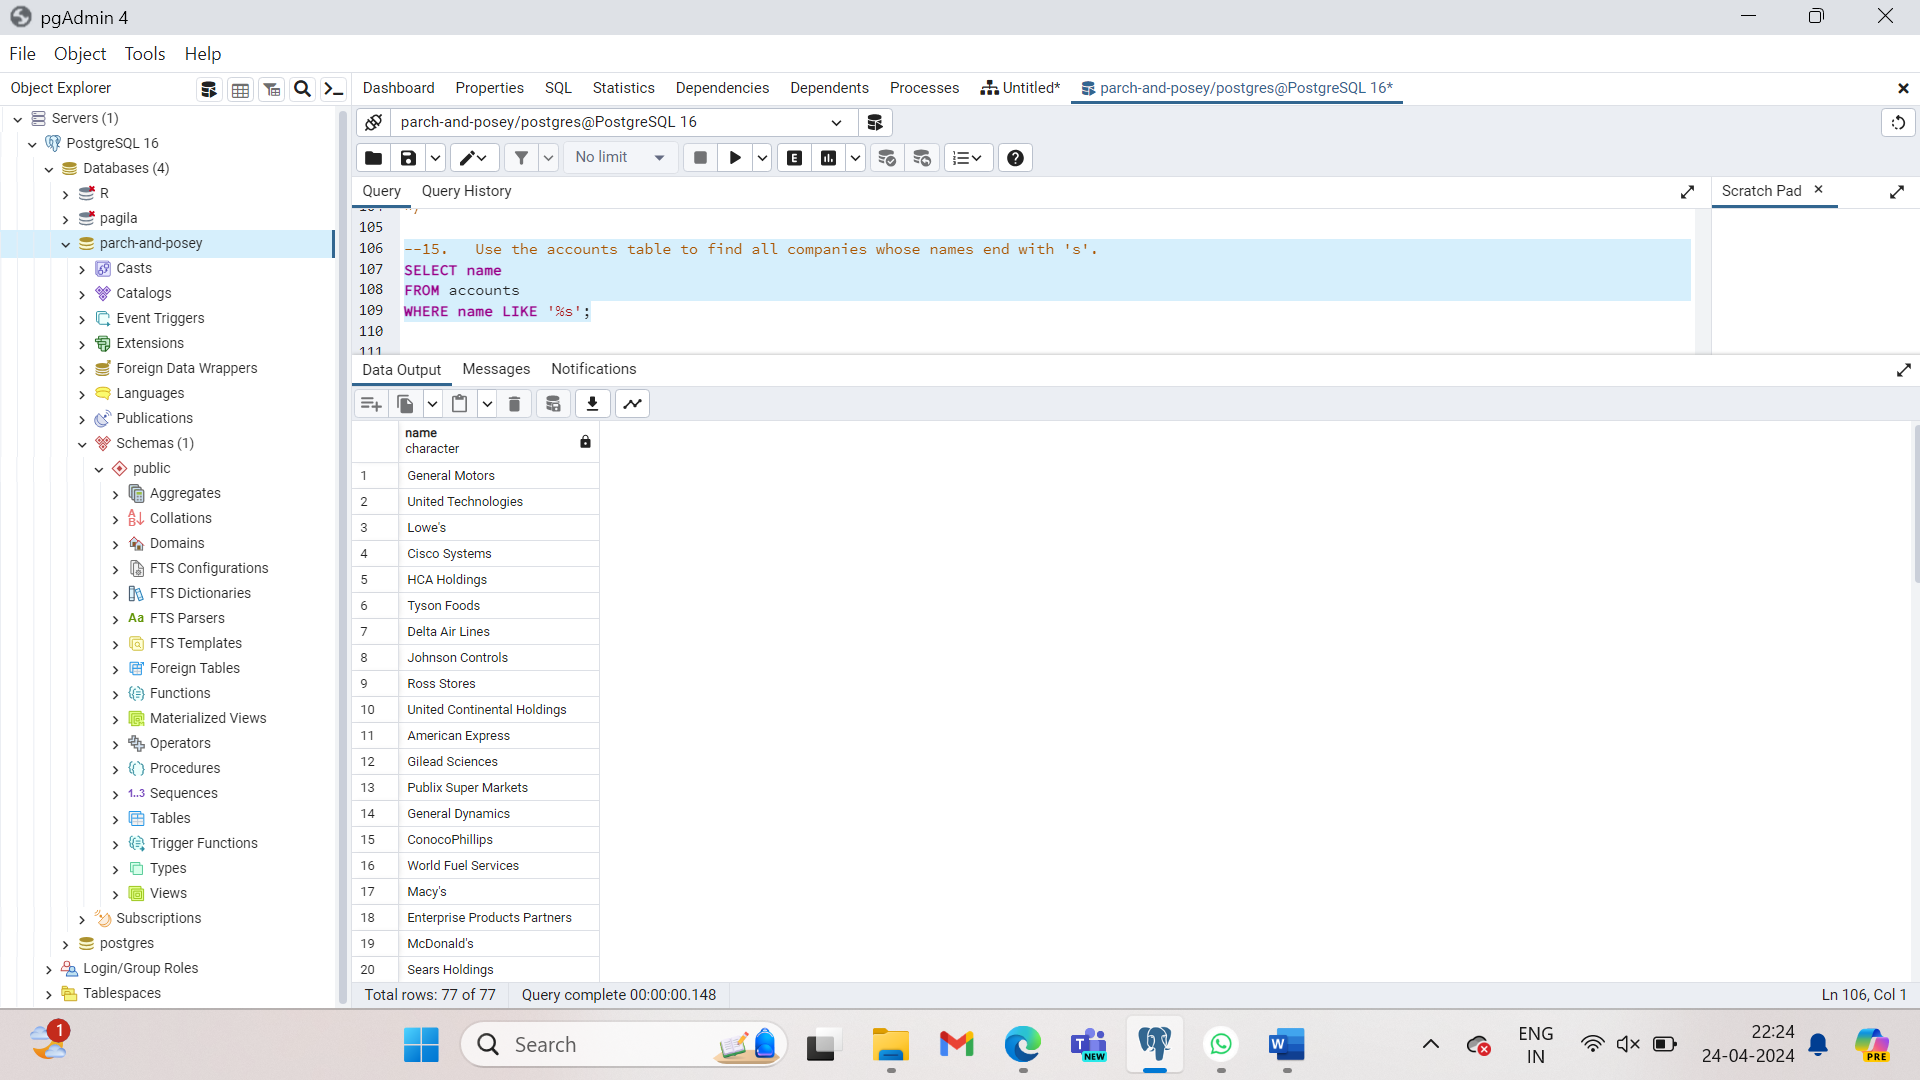 pgAdmin 4
File Object Tools Help
Object Explorer
Dashboard Properties SQL Statistics Dependencies Dependents Processes Untitled* parch-and-posey/postgres@PostgreSQL 16*
Servers (1)
PostgreSQL 16
Databases (4)
R
pagila
parch-and-posey
Casts
Catalogs
Event Triggers
Extensions
Foreign Data Wrappers
Languages
Publications
Schemas (1)
public
Aggregates
Collations
Domains
FTS Configurations
FTS Dictionaries
Aa FTS Parsers
FTS Templates
Foreign Tables
Functions
Materialized Views
Operators
Procedures
1..3 Sequences
Tables
Trigger Functions
Types
Views
Subscriptions
postgres
Login/Group Roles
Tablespaces
parch-and-posey/postgres@PostgreSQL 16
No limit
E
Query Query History
Scratch Pad
105
106 --15. Use the accounts table to find all companies whose names end with 's'.
107 SELECT name
108 FROM accounts
109 WHERE name LIKE '%s';
110
111
Data Output Messages Notifications
name
character
1 General Motors
2 United Technologies
3 Lowe's
4 Cisco Systems
5 HCA Holdings
6 Tyson Foods
7 Delta Air Lines
8 Johnson Controls
9 Ross Stores
10 United Continental Holdings
11 American Express
12 Gilead Sciences
13 Publix Super Markets
14 General Dynamics
15 ConocoPhillips
16 World Fuel Services
17 Macy's
18 Enterprise Products Partners
19 McDonald's
20 Sears Holdings
Total rows: 77 of 77 Query complete 00:00:00.148 Ln 106, Col 1
1
Search
NEW
W
ENG
IN
22:24
24-04-2024
PRE